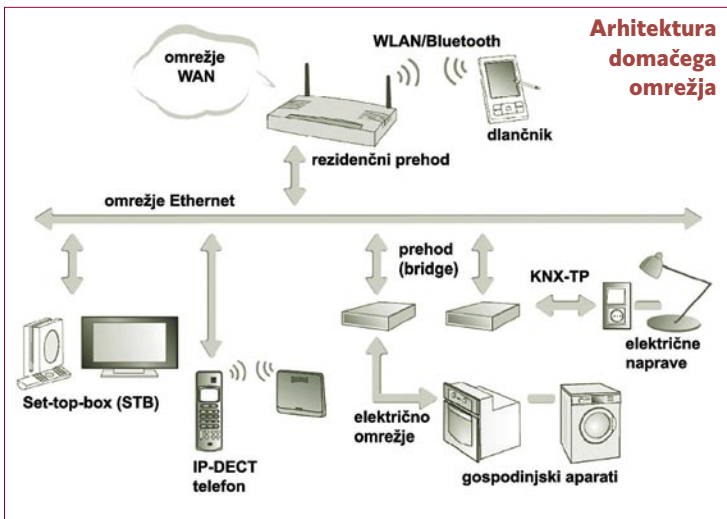 Arhitektura
domačega
omrežja
omrežje
WAN
WLAN/Bluetooth
dlančnik
rezidenčni prehod
omrežje Ethernet
prehod
(bridge)
KNX-TP
električne
naprave
Set-top-box (STB)
IP-DECT
telefon
električno
omrežje
gospodinjski aparati